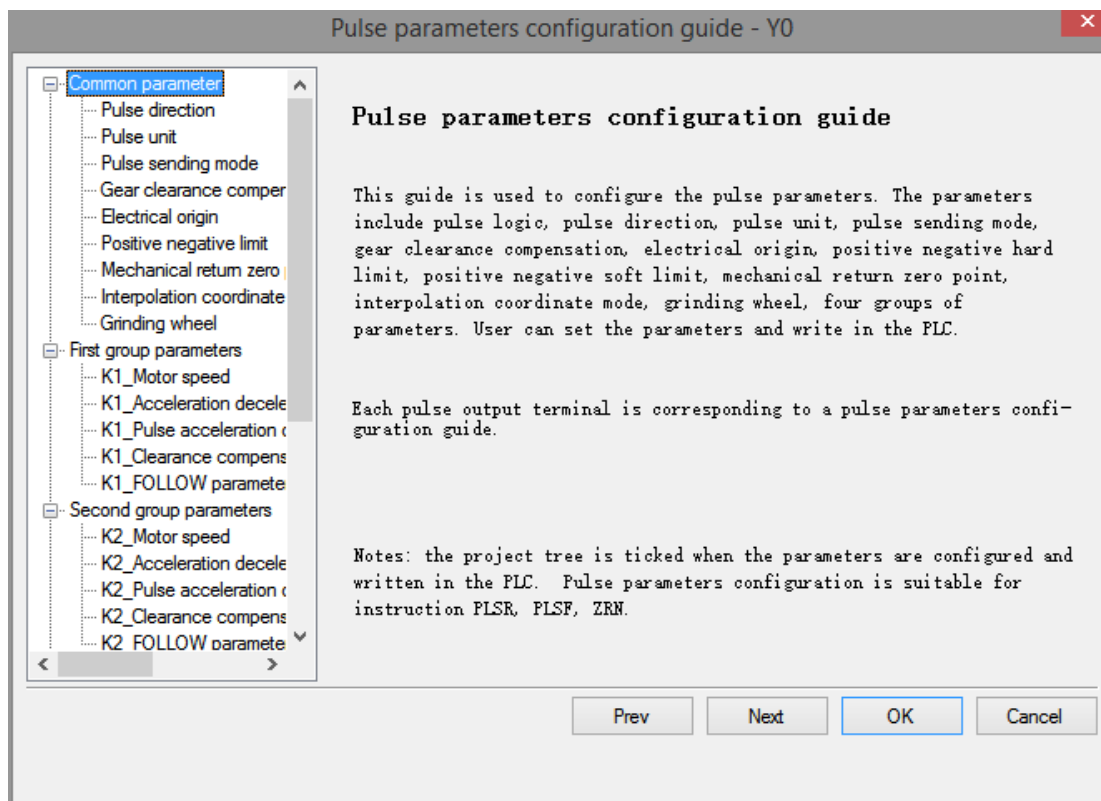 Pulse parameters configuration guide - Y0
Common parameter
Pulse direction
Pulse unit
Pulse sending mode
Gear clearance comper
Electrical origin
Positive negative limit
Mechanical return zero
Interpolation coordinate
Grinding wheel
First group parameters
K1_Motor speed
K1_Acceleration decele
K1_Pulse acceleration
K1_Clearance compens
K1_FOLLOW paramete
Second group parameters
K2_Motor speed
K2_Acceleration decele
K2_Pulse acceleration
K2_Clearance compens
K2_FOLLOW paramete
Pulse parameters configuration guide
This guide is used to configure the pulse parameters. The parameters
include pulse logic, pulse direction, pulse unit, pulse sending mode,
gear clearance compensation, electrical origin, positive negative hard
limit, positive negative soft limit, mechanical return zero point,
interpolation coordinate mode, grinding wheel, four groups of
parameters. User can set the parameters and write in the PLC.
Each pulse output terminal is corresponding to a pulse parameters confi-
guration guide.
Notes: the project tree is ticked when the parameters are configured and
written in the PLC. Pulse parameters configuration is suitable for
instruction PLSR, PLSF, ZRN.
Prev
Next
OK
Cancel